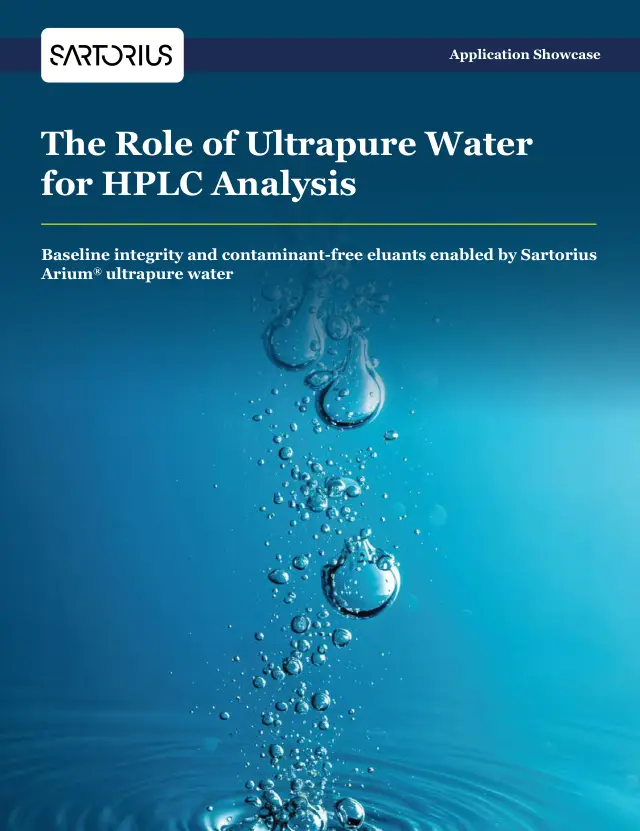 SARTORIUS
Application Showcase
The Role of Ultrapure Water
for HPLC Analysis
Baseline integrity and contaminant-free eluants enabled by Sartorius
Arium® ultrapure water